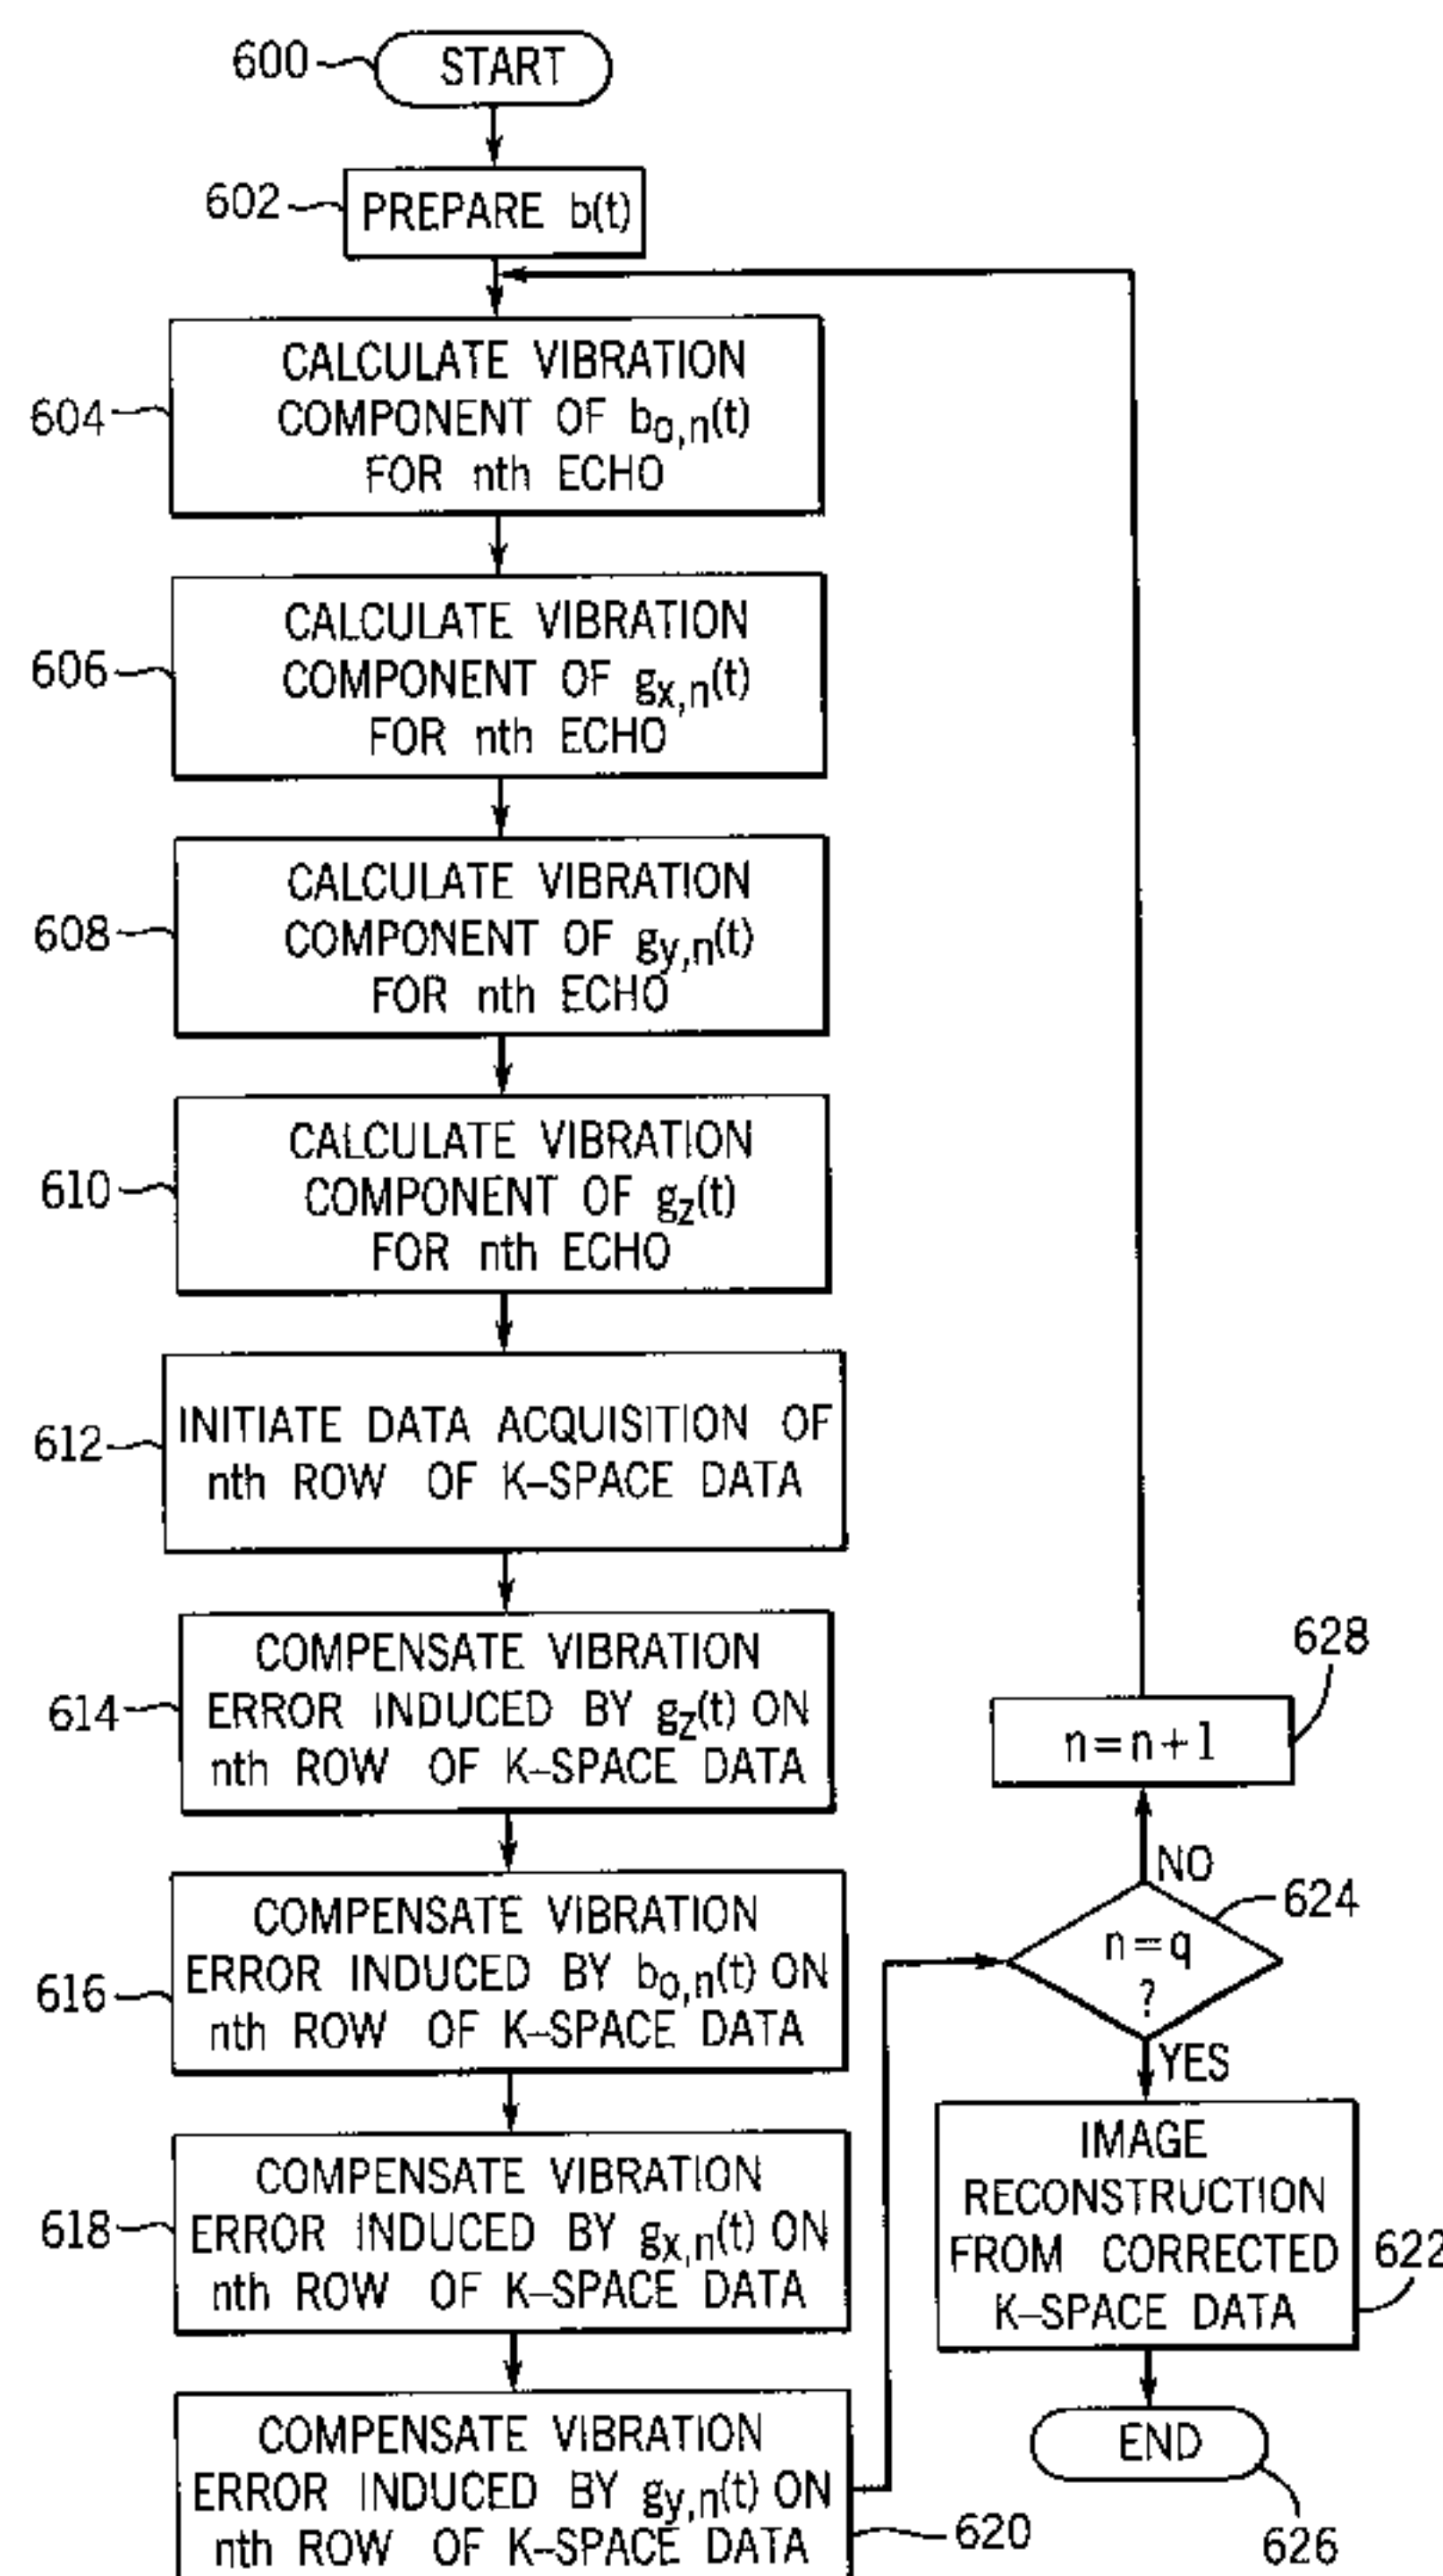 600
START
602
PREPARE b(t)
604
CALCULATE VIBRATION
COMPONENT OF bo,n(t)
FOR nth ECHO
606
CALCULATE VIBRATION
COMPONENT OF gx,n(t)
FOR nth ECHO
608
CALCULATE VIBRATION
COMPONENT OF gy,n(t)
FOR nth ECHO
610
CALCULATE VIBRATION
COMPONENT OF gz(t)
FOR nth ECHO
612
INITIATE DATA ACQUISITION OF
nth ROW OF K-SPACE DATA
614
COMPENSATE VIBRATION
ERROR INDUCED BY gz(t) ON
nth ROW OF K-SPACE DATA
616
COMPENSATE VIBRATION
ERROR INDUCED BY bo,n(t) ON
nth ROW OF K-SPACE DATA
618
COMPENSATE VIBRATION
ERROR INDUCED BY gx,n(t) ON
nth ROW OF K-SPACE DATA
COMPENSATE VIBRATION
ERROR INDUCED BY gy,n(t) ON
nth ROW OF K-SPACE DATA
620
628
n=n+1
NO
624
n=q
?
YES
IMAGE
RECONSTRUCTION
FROM CORRECTED
K-SPACE DATA
622
END
626